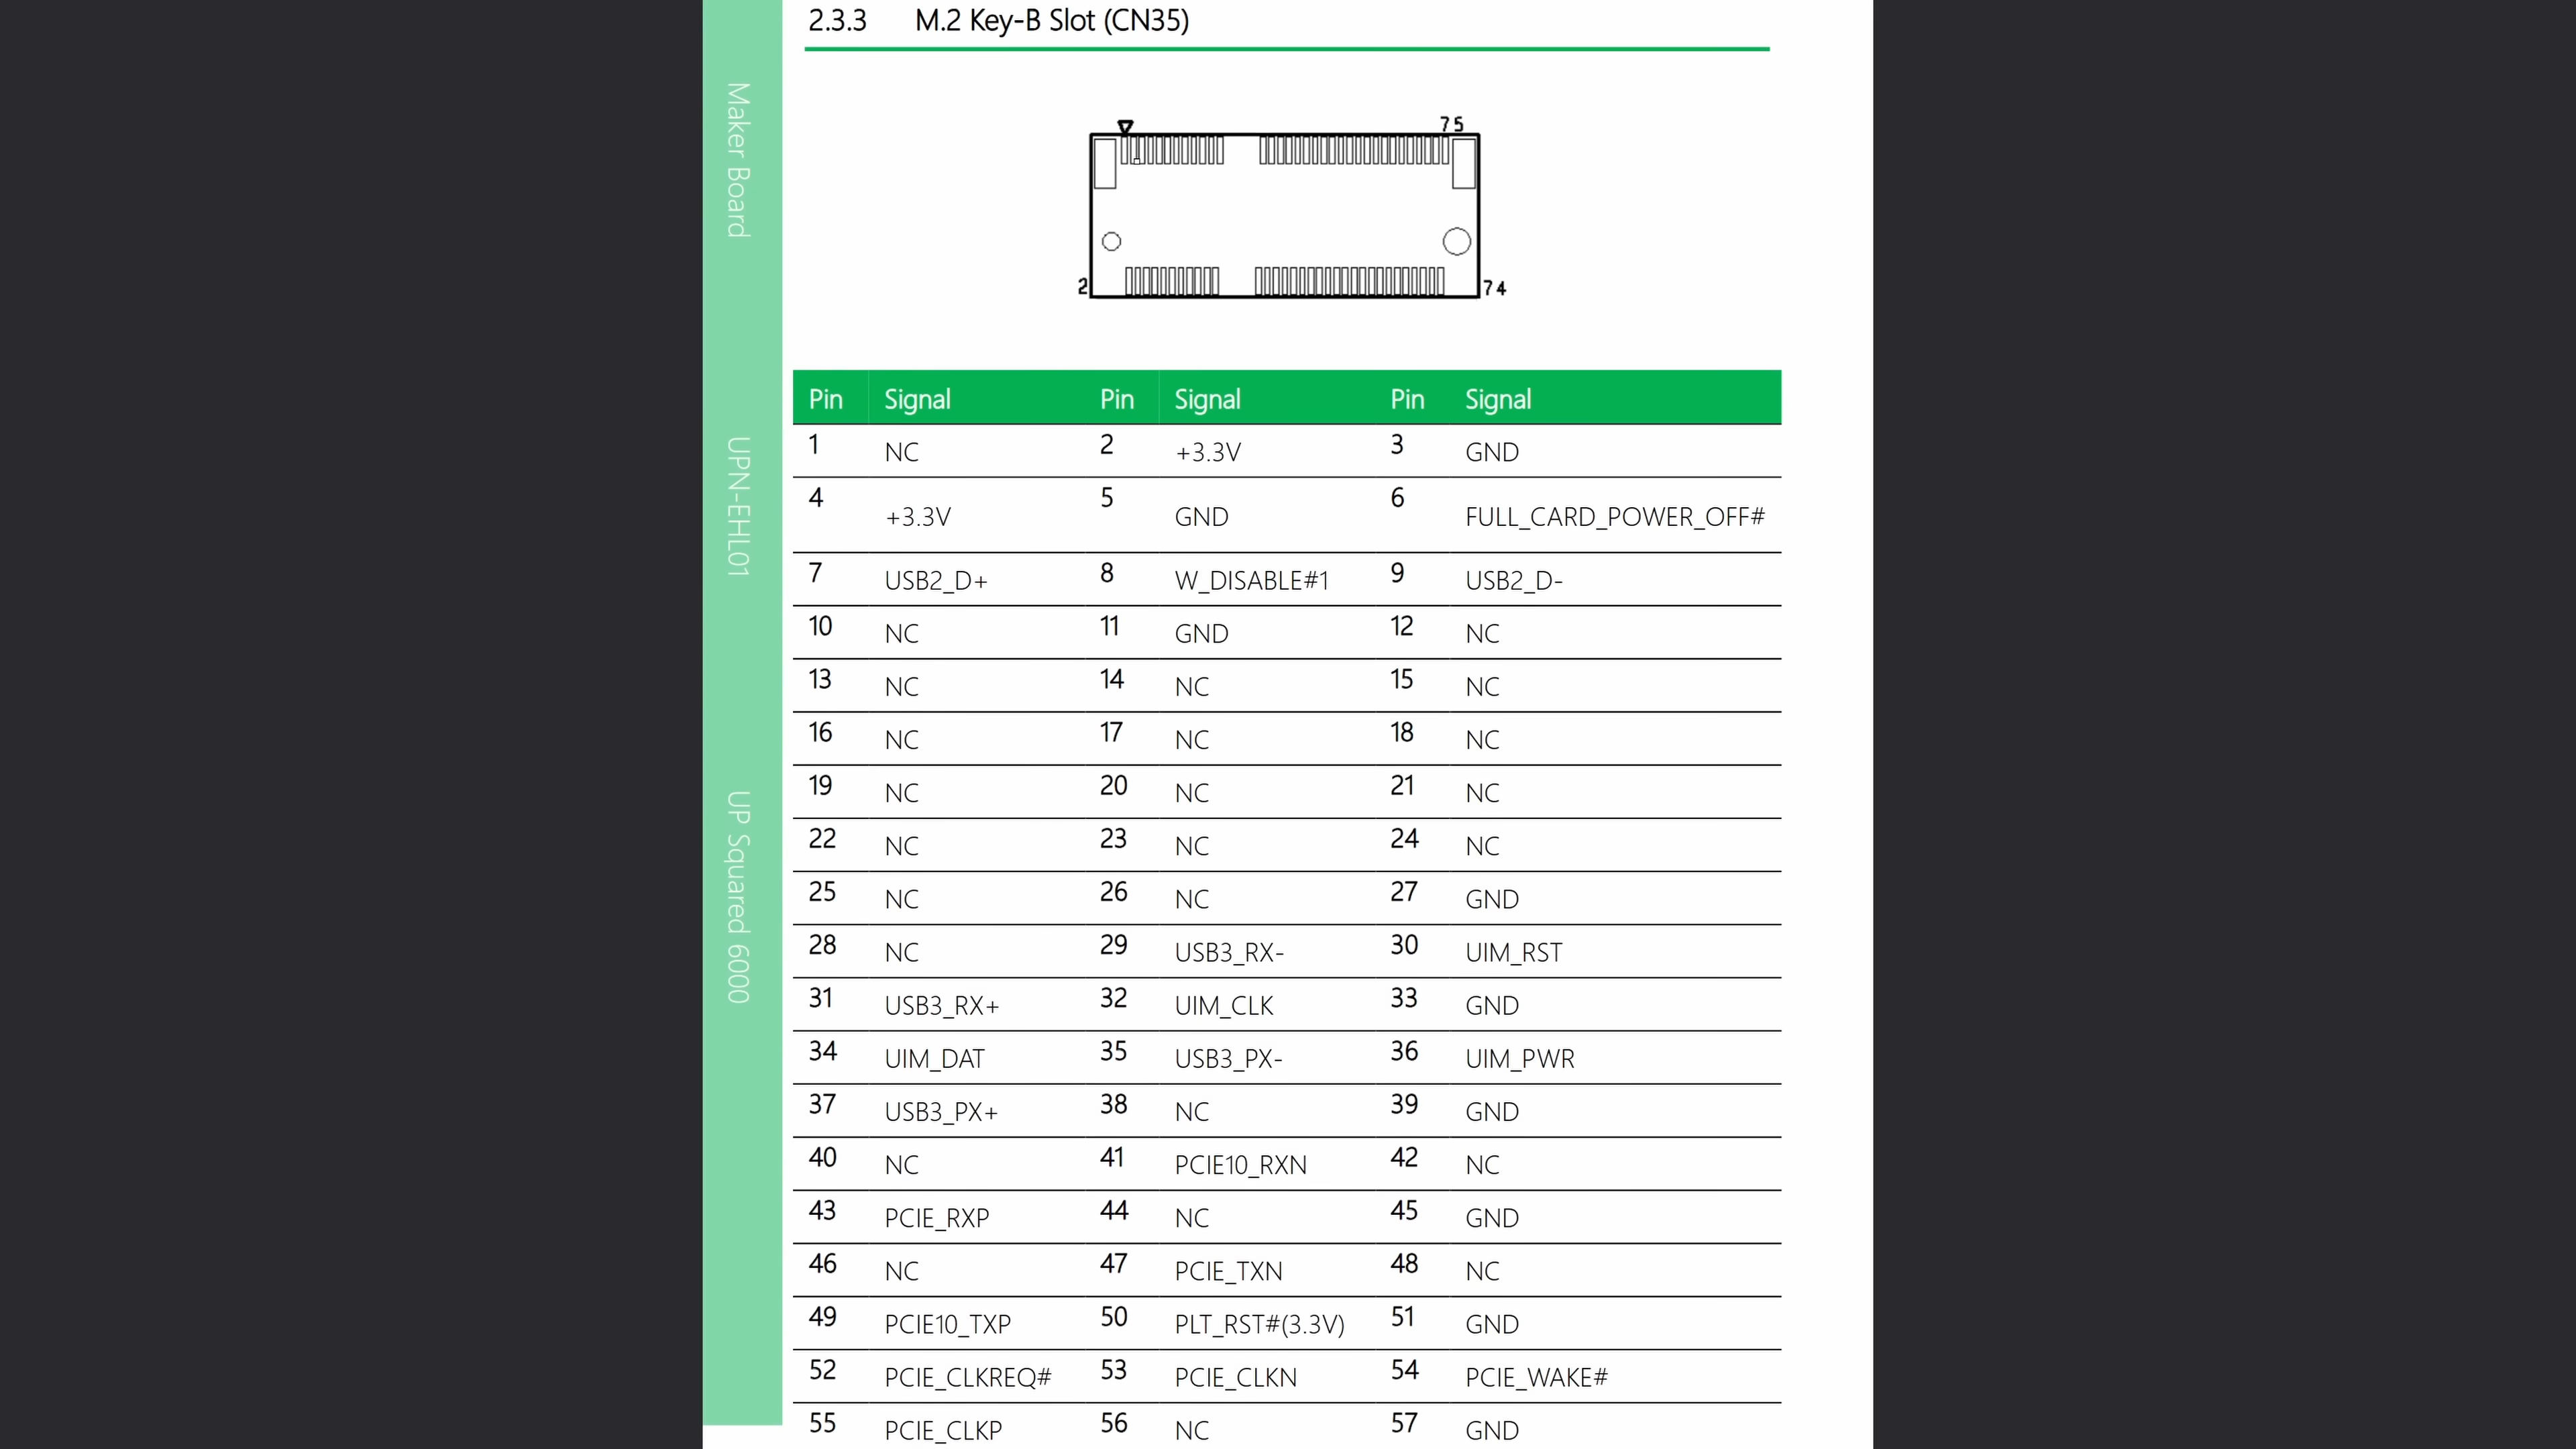 2.3.3 M.2 Key-B Slot (CN35)
Maker Board
UPN-EHL01
UP Squared 6000
75
2
74
Pin Signal Pin Signal Pin Signal
1 NC 2 +3.3V 3 GND
4 +3.3V 5 GND 6 FULL_CARD_POWER_OFF#
7 USB2_D+ 8 W_DISABLE#1 9 USB2_D-
10 NC 11 GND 12 NC
13 NC 14 NC 15 NC
16 NC 17 NC 18 NC
19 NC 20 NC 21 NC
22 NC 23 NC 24 NC
25 NC 26 NC 27 GND
28 NC 29 USB3_RX- 30 UIM_RST
31 USB3_RX+ 32 UIM_CLK 33 GND
34 UIM_DAT 35 USB3_PX- 36 UIM_PWR
37 USB3_PX+ 38 NC 39 GND
40 NC 41 PCIE10_RXN 42 NC
43 PCIE_RXP 44 NC 45 GND
46 NC 47 PCIE_TXN 48 NC
49 PCIE10_TXP 50 PLT_RST#(3.3V) 51 GND
52 PCIE_CLKREQ# 53 PCIE_CLKN 54 PCIE_WAKE#
55 PCIE_CLKP 56 NC 57 GND